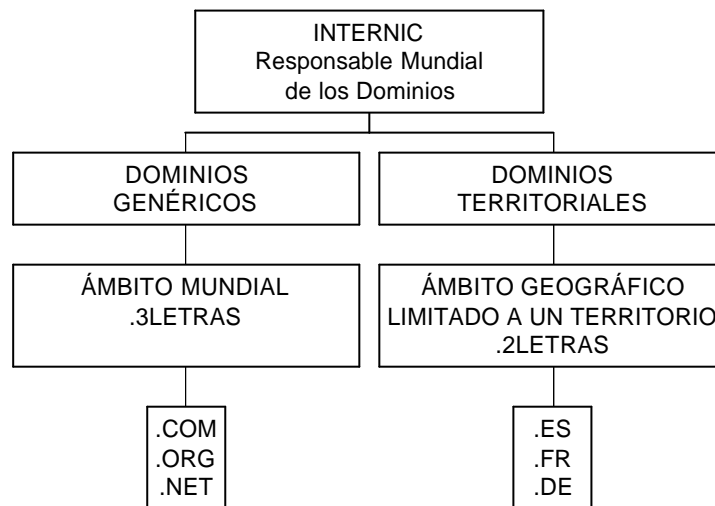 INTERNIC
Responsable Mundial
de los Dominios
DOMINIOS
GENÉRICOS
DOMINIOS
TERRITORIALES
ÁMBITO MUNDIAL
.3LETRAS
ÁMBITO GEOGRÁFICO
LIMITADO A UN TERRITORIO
.2LETRAS
.COM
.ORG
.NET
.ES
.FR
.DE